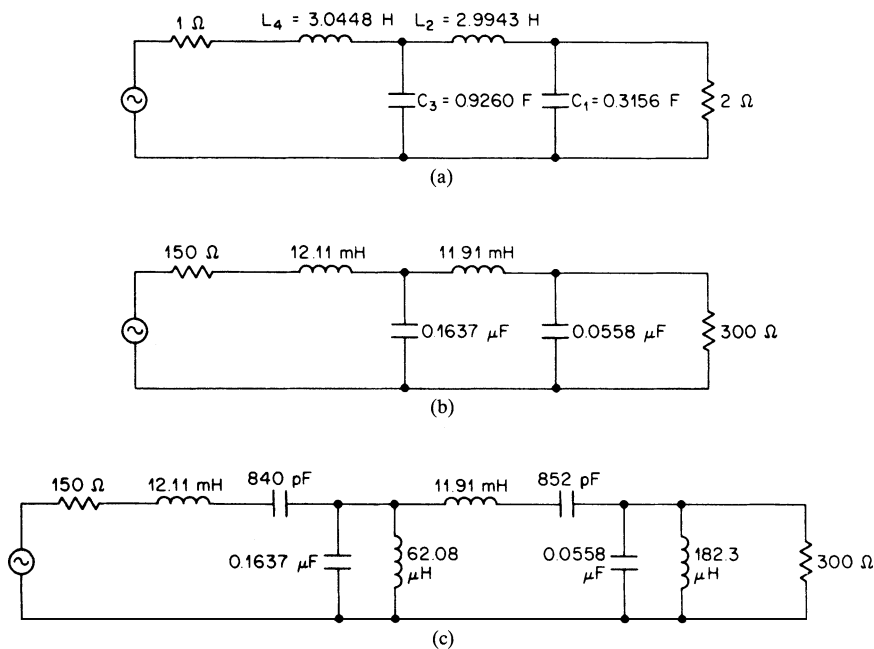 1 Ω
L₄ = 3.0448 H L₂ = 2.9943 H
C₃ = 0.9260 F
C₁ = 0.3156 F
2 Ω
(a)
150 Ω
12.11 mH
11 91 mH
0.1637 μF
0.0558 μF
300 Ω
(b)
150 Ω
12.11 mH
840 pF
11.91 mH
852 pF
0.1637 μF
62.08
μH
0.0558
μF
182.3
μH
300 Ω
(c)